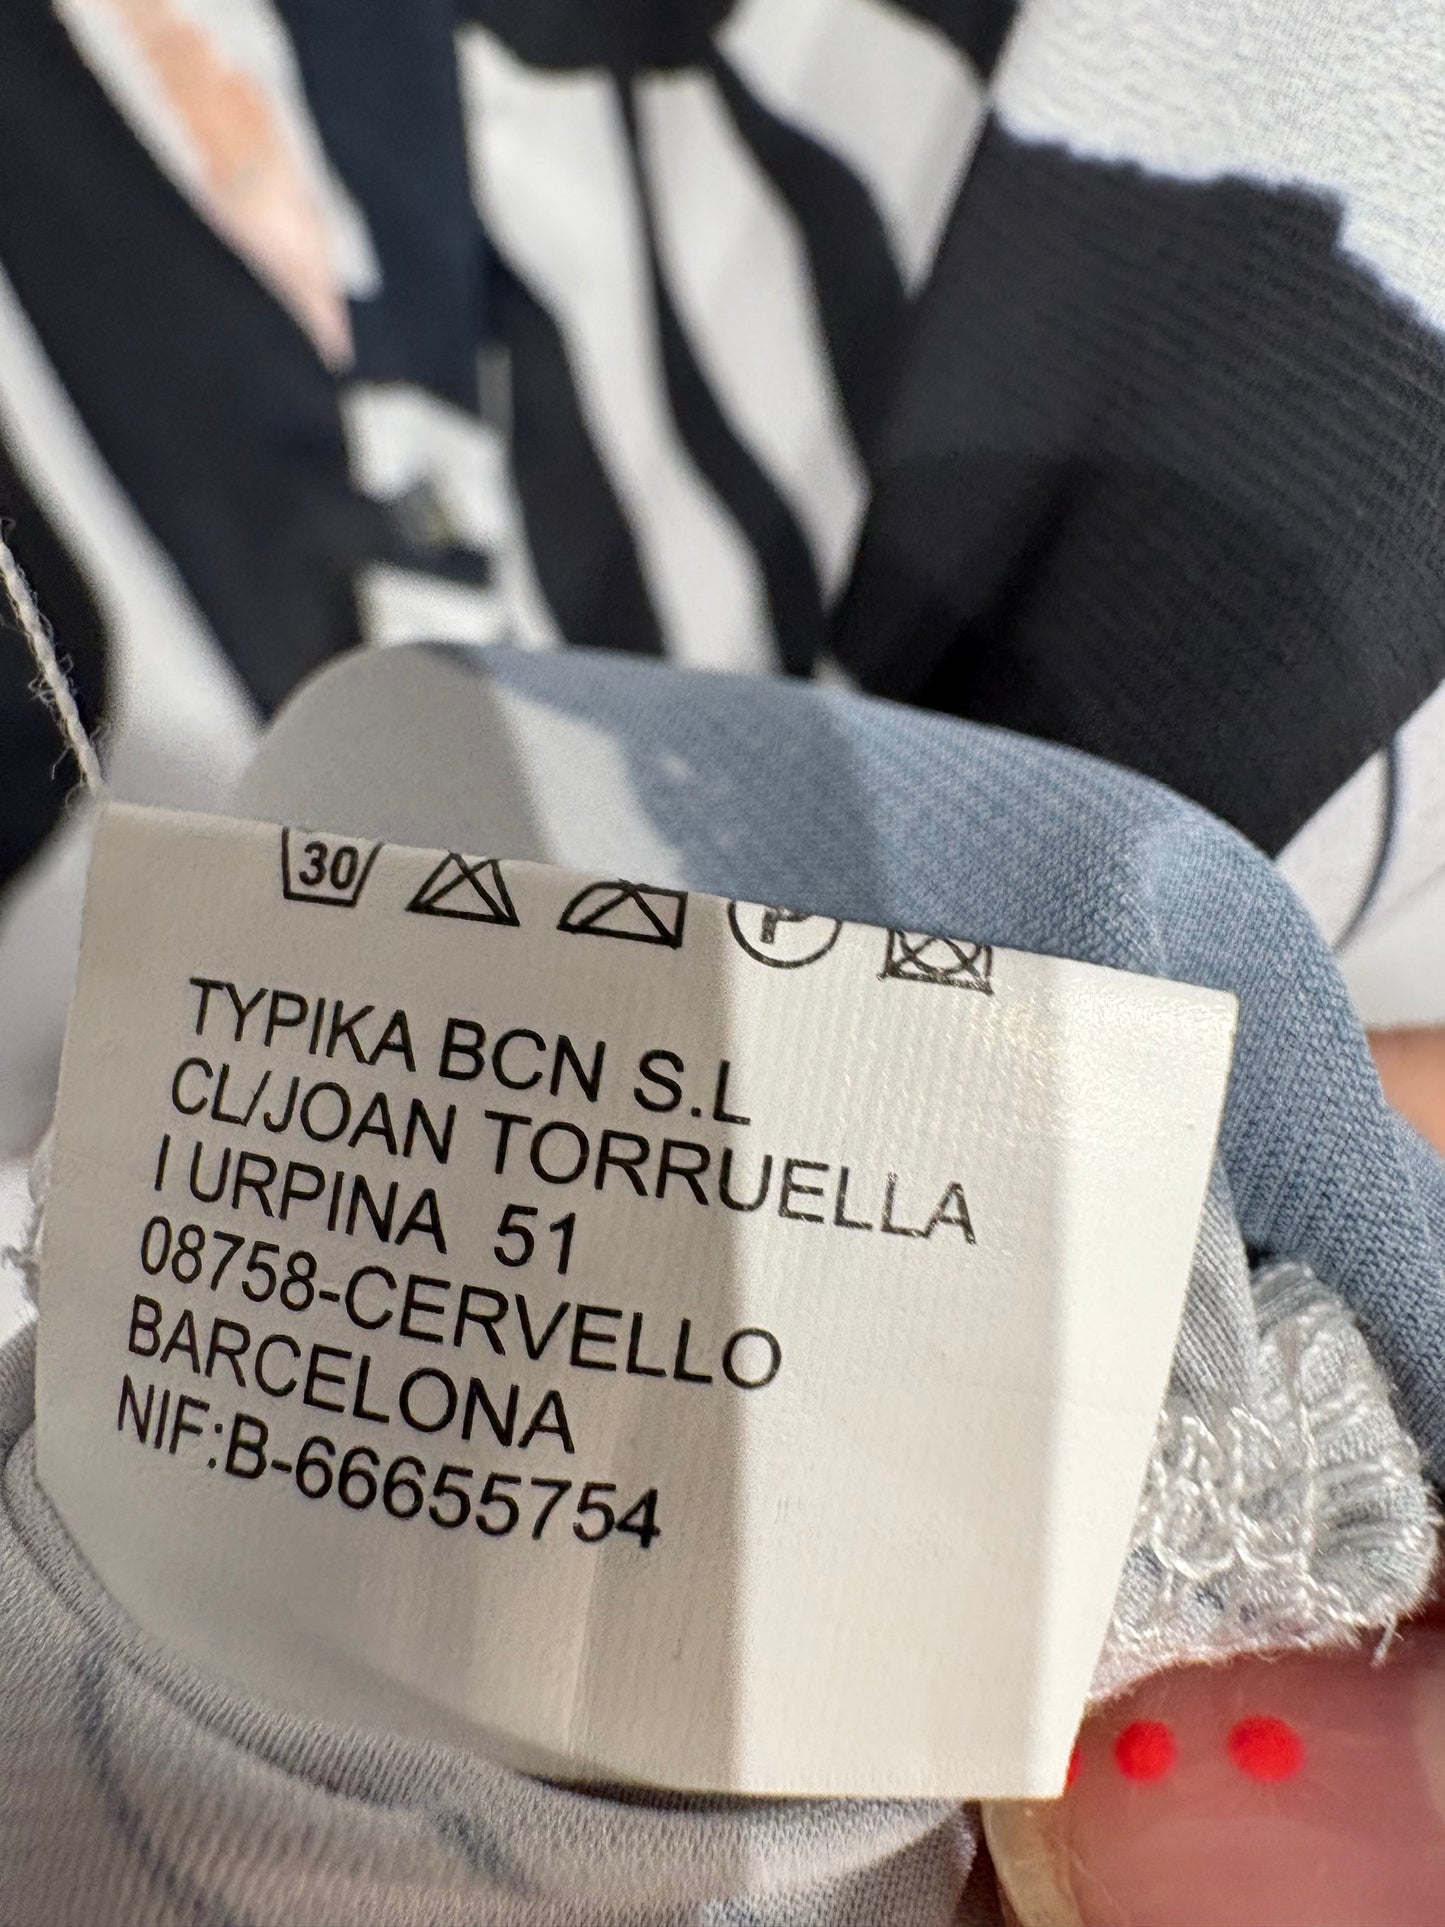 30 P
TYPIKA BCN S.L
CL/JOAN TORRUELLA
I URPINA 51
08758-CERVELLO
BARCELONA
NIF:B-66655754